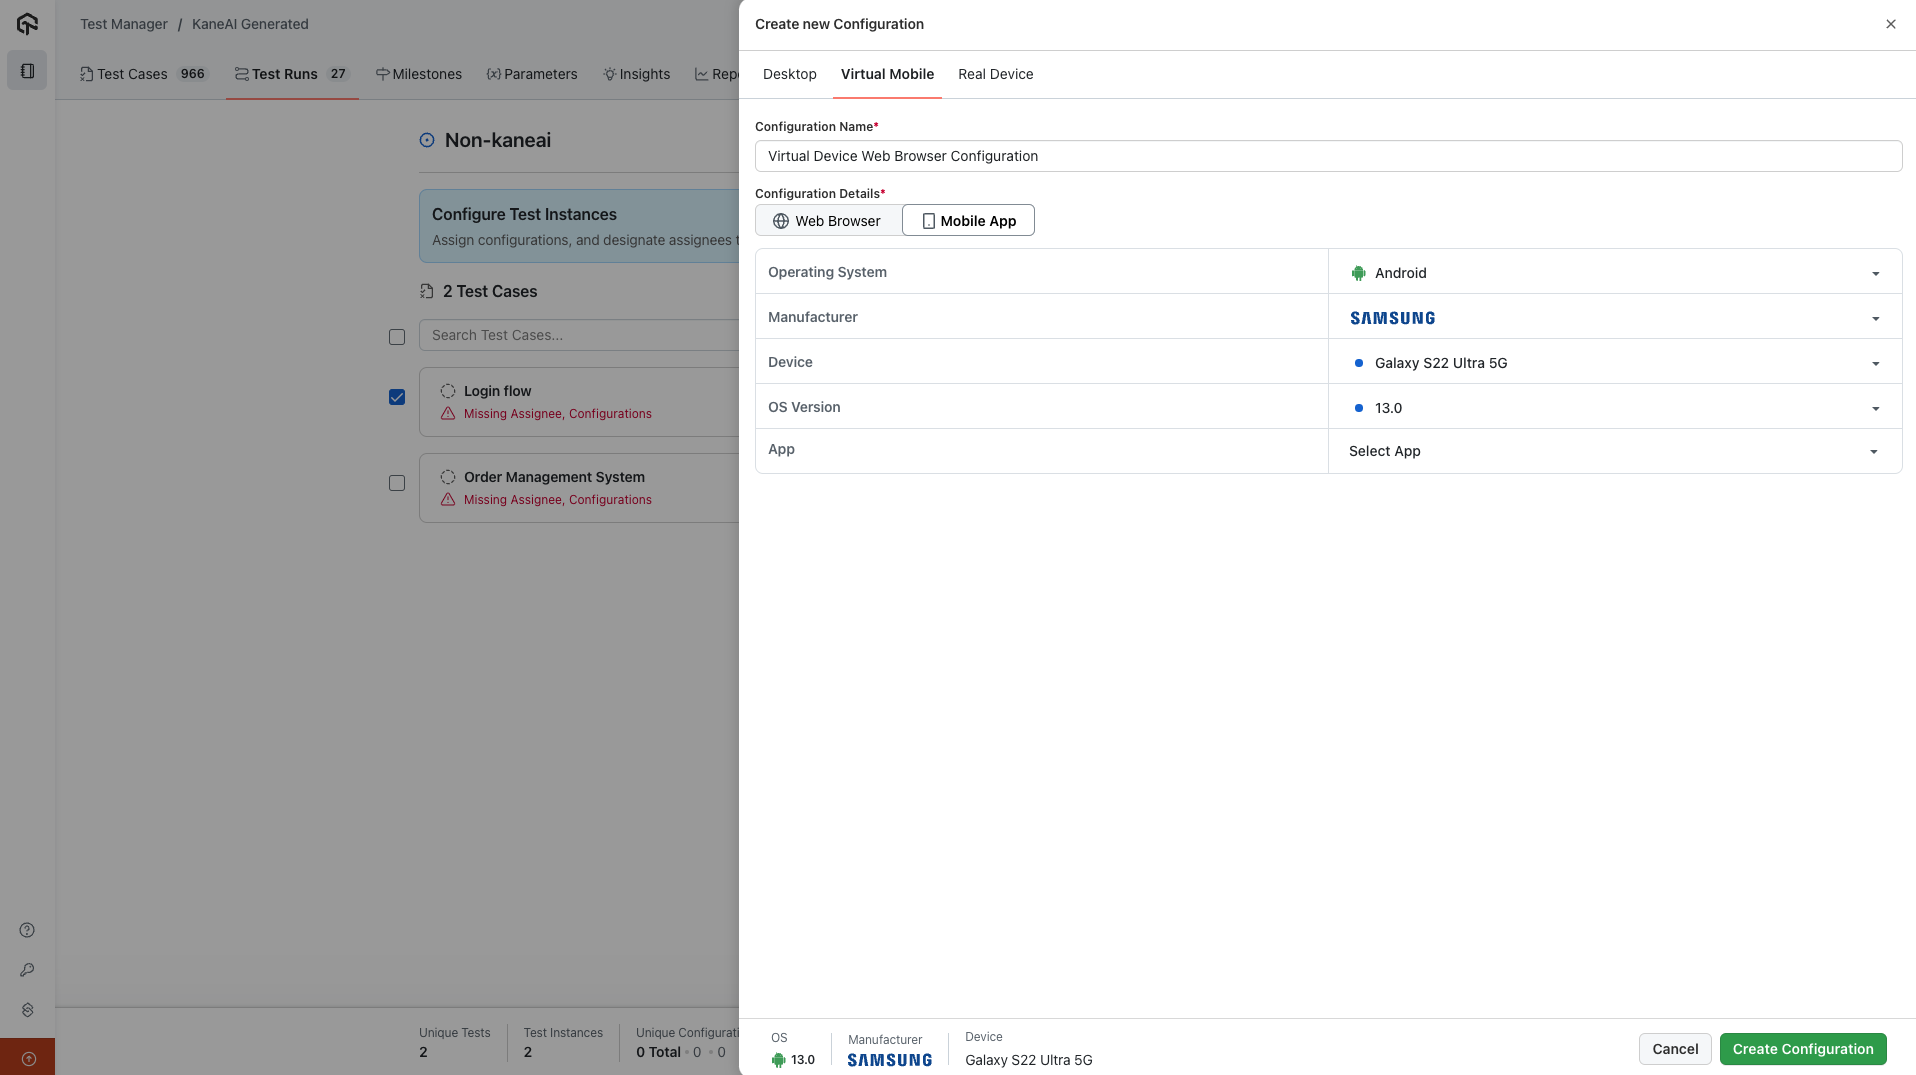 Test Manager / KaneAI Generated
Test Cases 966
Test Runs 27
Milestones
{x} Parameters
Insights
Non-kaneai
Configure Test Instances
Assign configurations, and designate assignees
2 Test Cases
Search Test Cases...
Login flow
Missing Assignee, Configurations
Order Management System
Missing Assignee, Configurations
Unique Tests
2
Test Instances
2
Unique
0 Total • 0 • 0
Create new Configuration
Desktop
Virtual Mobile
Real Device
Configuration Name*
Virtual Device Web Browser Configuration
Configuration Details*
Web Browser
Mobile App
Operating System
Android
Manufacturer
SAMSUNG
Device
Galaxy S22 Ultra 5G
OS Version
13.0
App
Select App
OS
13.0
Manufacturer
SAMSUNG
Device
Galaxy S22 Ultra 5G
Cancel
Create Configuration